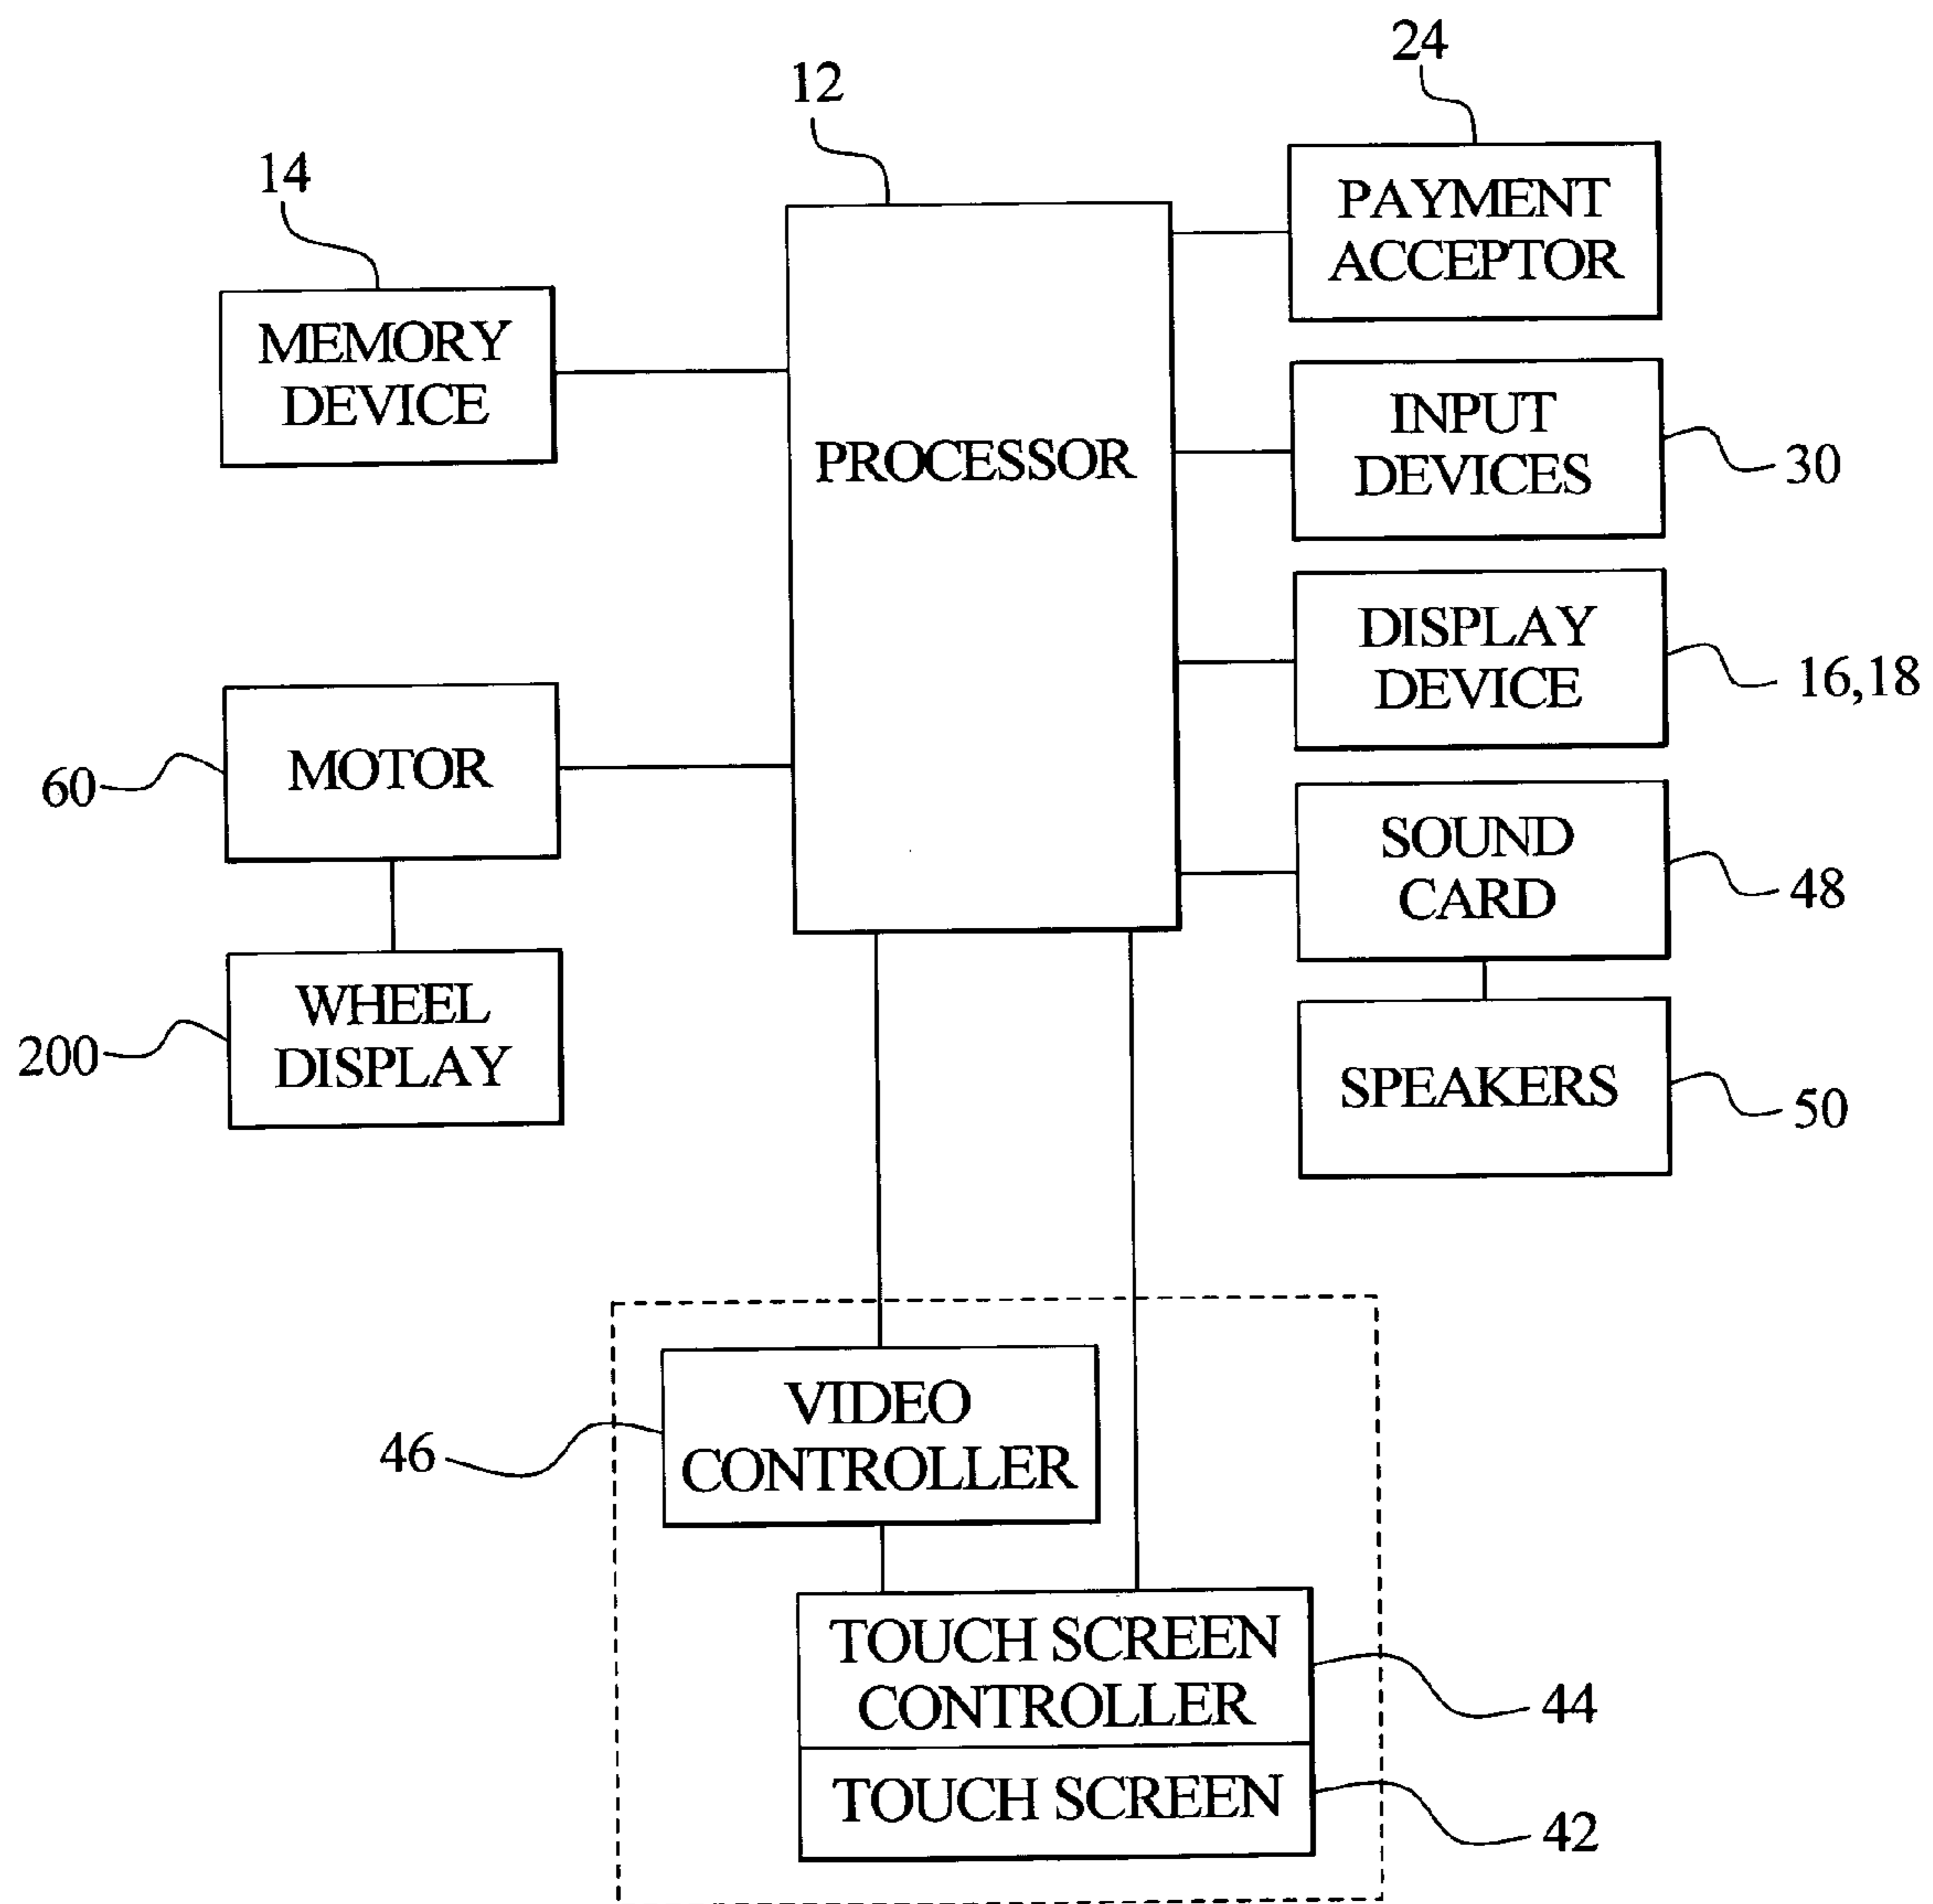 24
12
14
PAYMENT
ACCEPTOR
MEMORY
DEVICE
PROCESSOR
INPUT
DEVICES
30
DISPLAY
DEVICE
16,18
60
MOTOR
SOUND
CARD
48
200
WHEEL
DISPLAY
SPEAKERS
50
46
VIDEO
CONTROLLER
TOUCH SCREEN
CONTROLLER
44
TOUCH SCREEN
42